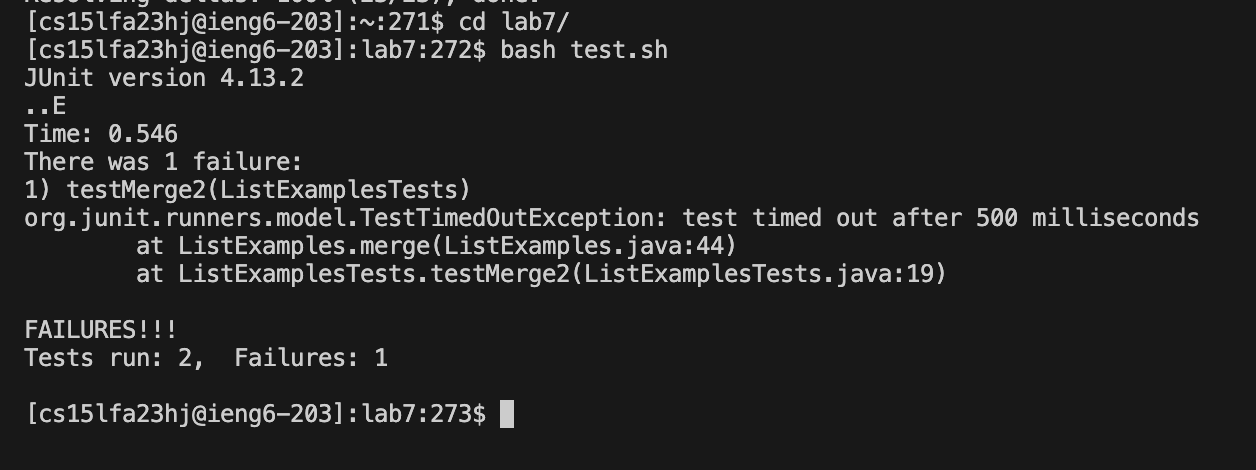 [cs15lfa23hj@ieng6-203]:~:271$ cd lab7/
[cs15lfa23hj@ieng6-203]:lab7:272$ bash test.sh
JUnit version 4.13.2
..E
Time: 0.546
There was 1 failure:
1) testMerge2(ListExamplesTests)
org.junit.runners.model.TestTimedOutException: test timed out after 500 milliseconds
        at ListExamples.merge(ListExamples.java:44)
        at ListExamplesTests.testMerge2(ListExamplesTests.java:19)

FAILURES!!!
Tests run: 2,  Failures: 1

[cs15lfa23hj@ieng6-203]:lab7:273$